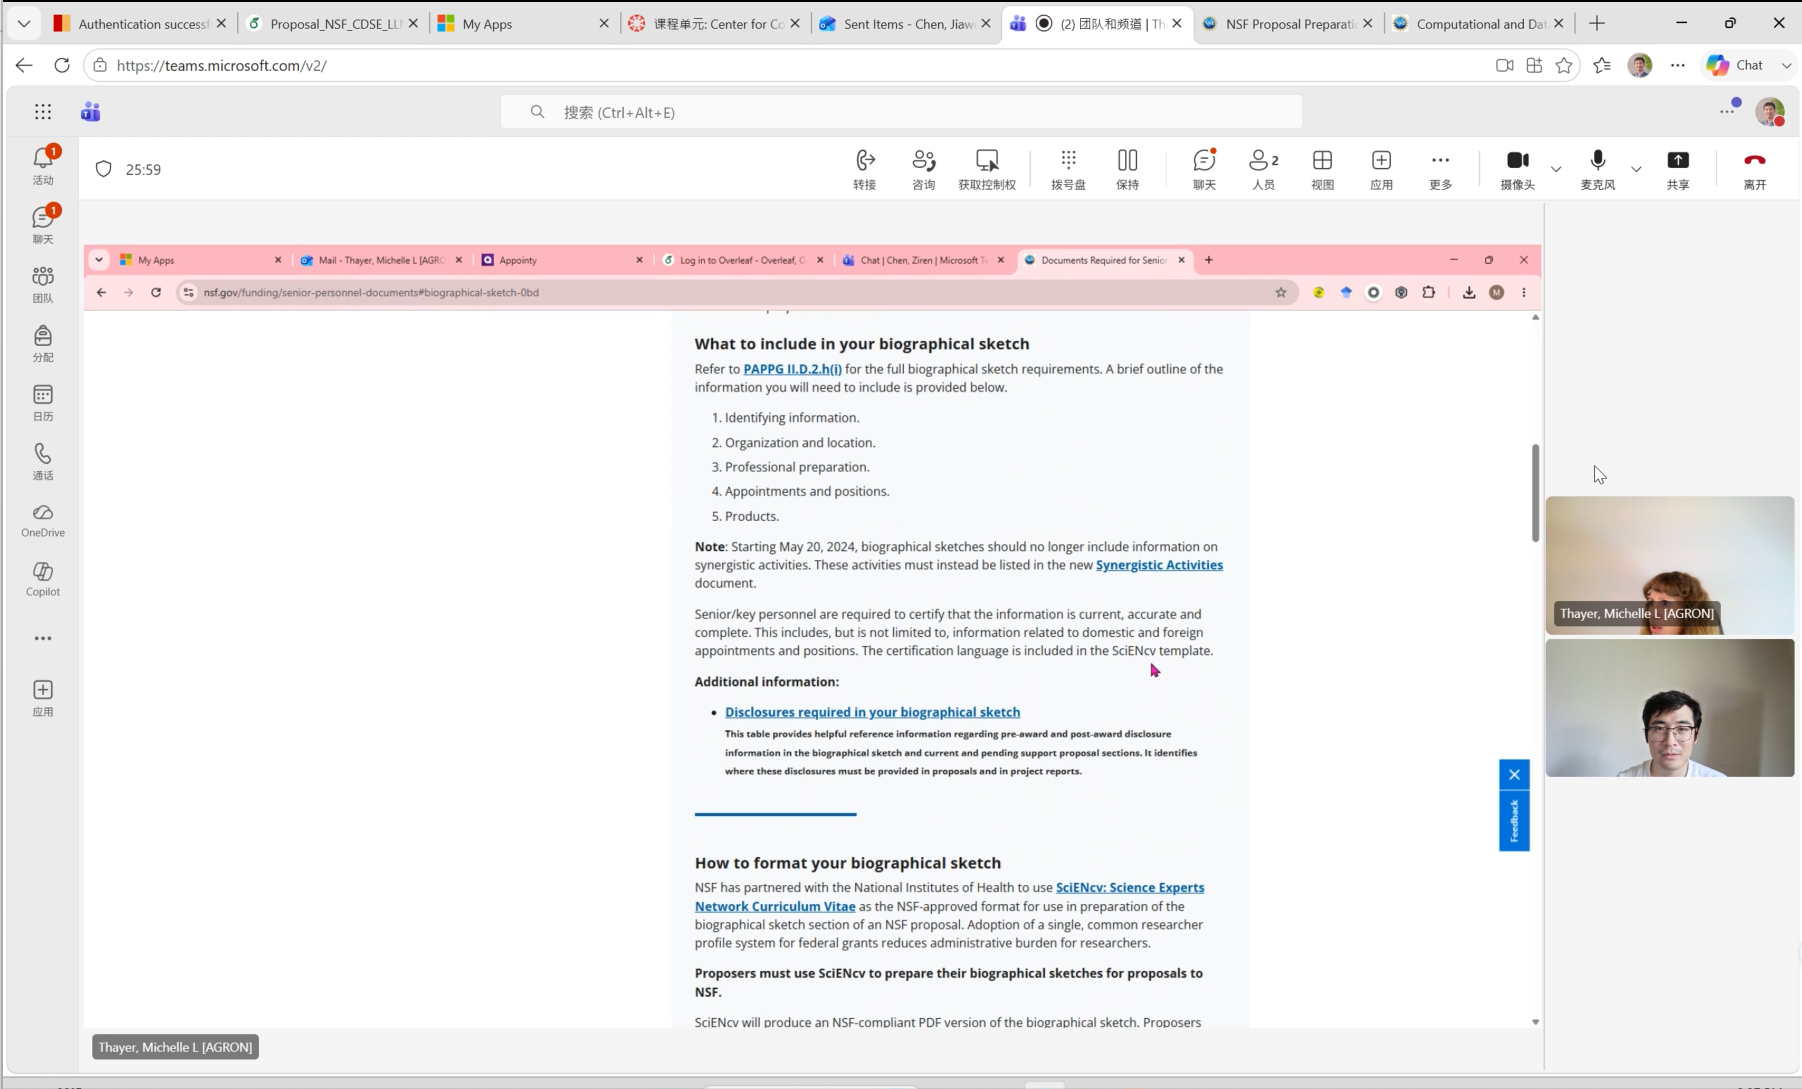 Authentication successf
Proposal_NSF_CDSE_LLM
My Apps
课程单元: Center for Co
Sent Items - Chen, Jiaw
(2) 团队和频道 | Th
NSF Proposal Preparatio
Computational and Dat
https://teams.microsoft.com/v2/
Chat
搜索 (Ctrl+Alt+E)
25:59
转接
咨询
获取控制权
拨号盘
保持
聊天
2
人员
视图
应用
更多
摄像头
麦克风
共享
离开
1
活动
1
聊天
团队
分配
日历
通话
OneDrive
Copilot
应用
My Apps
Mail - Thayer, Michelle L [AGRO
Appointy
Log in to Overleaf - Overleaf, O
Chat | Chen, Ziren | Microsoft Te
Documents Required for Senior
nsf.gov/funding/senior-personnel-documents#biographical-sketch-0bd
M
What to include in your biographical sketch
Refer to PAPPG II.D.2.h(i) for the full biographical sketch requirements. A brief outline of the
information you will need to include is provided below.
1. Identifying information.
2. Organization and location.
3. Professional preparation.
4. Appointments and positions.
5. Products.
Note: Starting May 20, 2024, biographical sketches should no longer include information on
synergistic activities. These activities must instead be listed in the new Synergistic Activities
document.
Senior/key personnel are required to certify that the information is current, accurate and
complete. This includes, but is not limited to, information related to domestic and foreign
appointments and positions. The certification language is included in the SciENcv template.
Additional information:
• Disclosures required in your biographical sketch
This table provides helpful reference information regarding pre-award and post-award disclosure
information in the biographical sketch and current and pending support proposal sections. It identifies
where these disclosures must be provided in proposals and in project reports.
Feedback
How to format your biographical sketch
NSF has partnered with the National Institutes of Health to use SciENcv: Science Experts
Network Curriculum Vitae as the NSF-approved format for use in preparation of the
biographical sketch section of an NSF proposal. Adoption of a single, common researcher
profile system for federal grants reduces administrative burden for researchers.
Proposers must use SciENcv to prepare their biographical sketches for proposals to
NSF.
SciENcv will produce an NSF-compliant PDF version of the biographical sketch. Proposers
Thayer, Michelle L [AGRON]
Thayer, Michelle L [AGRON]